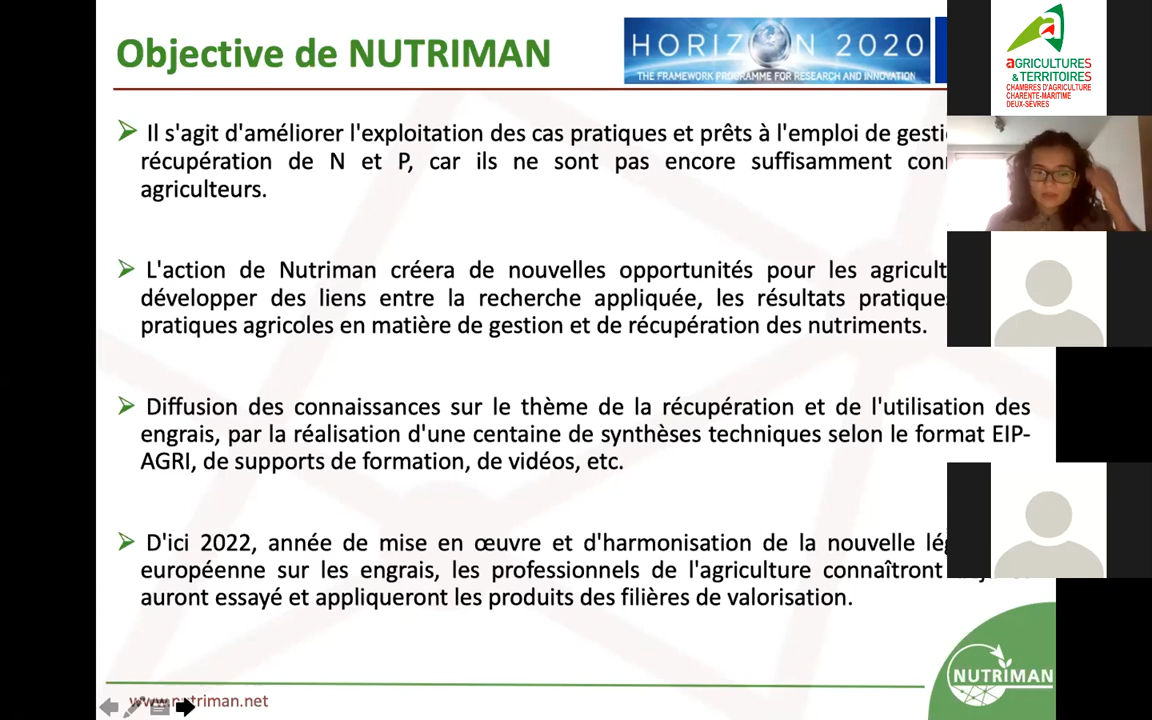 Objective de NUTRIMAN
HORIZON 2020
THE FRAMEWORK PROGRAMME FOR RESEARCH AND INNOVATION
AGRICULTURES
& TERRITOIRES
CHAMBRES D'AGRICULTURE
CHARENTE-MARITIME
DEUX-SÈVRES
Il s'agit d'améliorer l'exploitation des cas pratiques et prêts à l'emploi de
récupération de N et P, car ils ne sont pas encore suffisamment
agriculteurs.
L'action de Nutriman créera de nouvelles opportunités pour les
développer des liens entre la recherche appliquée, les résultats
pratiques agricoles en matière de gestion et de récupération des nutriments.
Diffusion des connaissances sur le thème de la récupération et de l'utilisation des
engrais, par la réalisation d'une centaine de synthèses techniques selon le format EIP-
AGRI, de supports de formation, de vidéos, etc.
D'ici 2022, année de mise en œuvre et d'harmonisation de la nouvelle
européenne sur les engrais, les professionnels de l'agriculture connaîtront
auront essayé et appliqueront les produits des filières de valorisation.
www.nutriman.net
NUTRIMAN